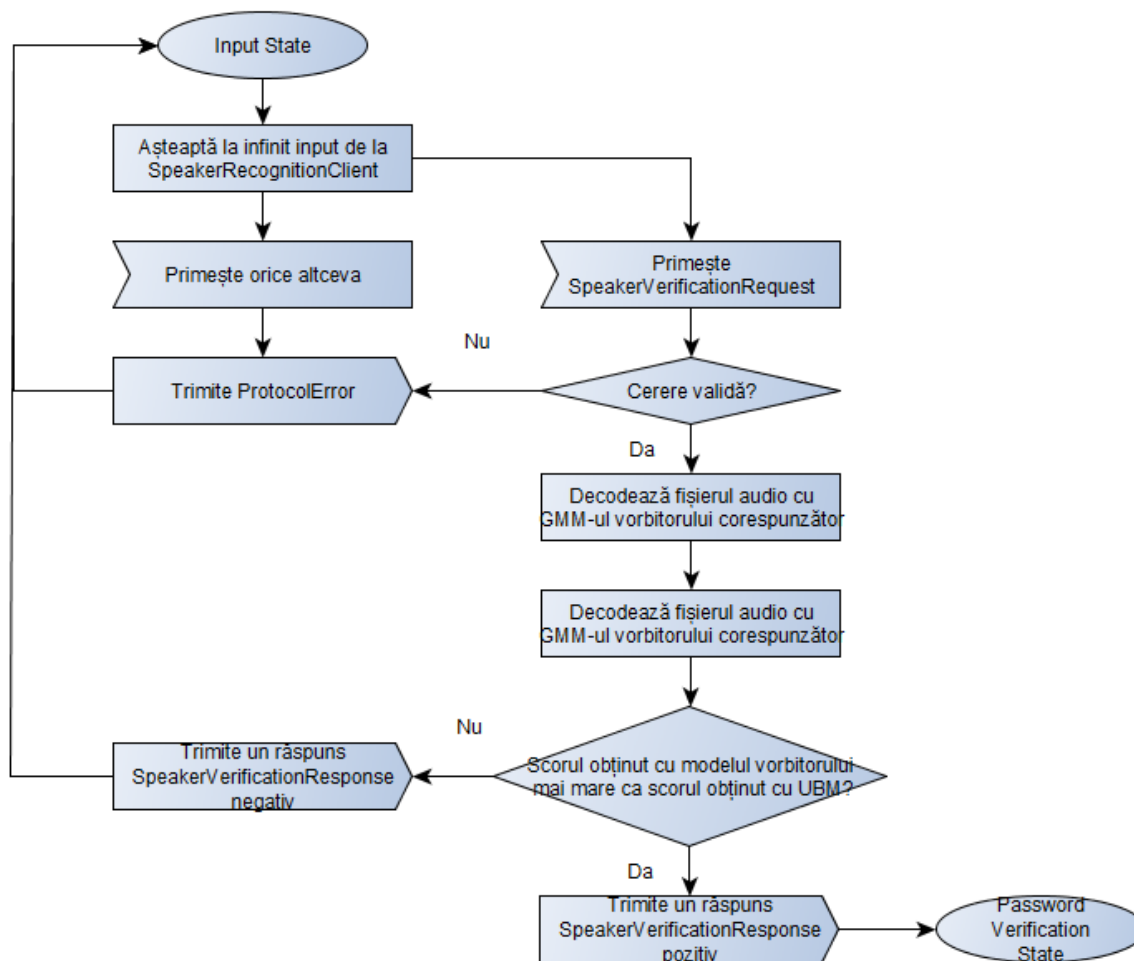 Input State
Așteaptă la infinit input de la
SpeakerRecognitionClient
Primește orice altceva
Primește
SpeakerVerificationRequest
Nu
Trimite ProtocolError
Cerere validă?
Da
Decodează fișierul audio cu
GMM-ul vorbitorului corespunzător
Decodează fișierul audio cu
GMM-ul vorbitorului corespunzător
Nu
Trimite un răspuns
SpeakerVerificationResponse
negativ
Scorul obținut cu modelul vorbitorului
mai mare ca scorul obținut cu UBM?
Da
Trimite un răspuns
SpeakerVerificationResponse
pozitiv
Password
Verification
State